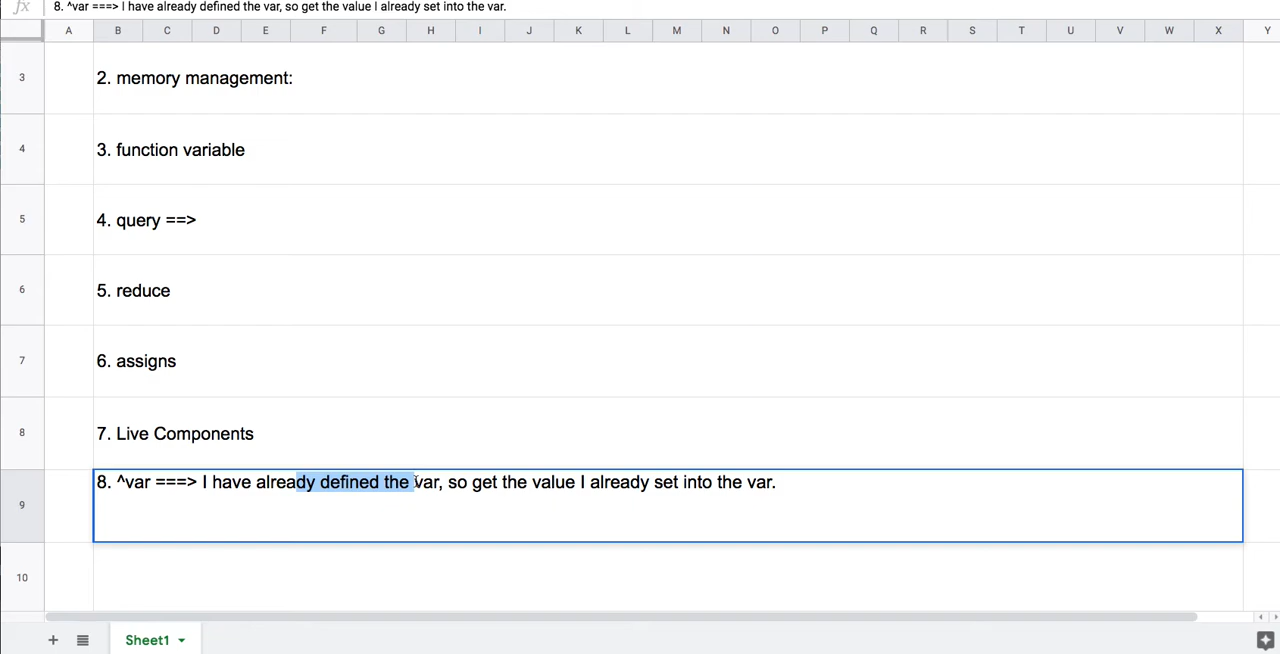 fx 8. ^var ===> I have already defined the var, so get the value I already set into the var.
A B C D E F G H I J K L M N O P Q R S T U V W X Y
3 2. memory management:
4 3. function variable
5 4. query ==>
6 5. reduce
7 6. assigns
8 7. Live Components
9 8. ^var ===> I have already defined the var, so get the value I already set into the var.
10
Sheet1